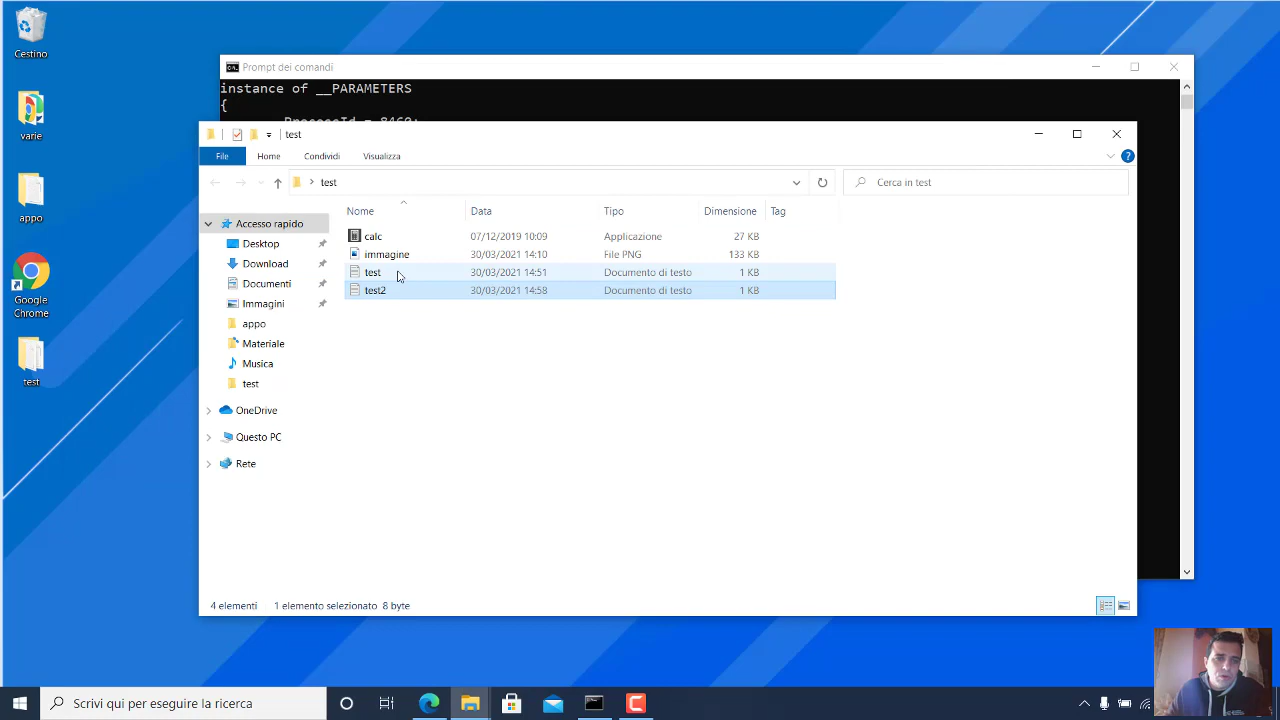 Cestino
varie
appo
Google
Chrome
test
Prompt dei comandi
instance of __PARAMETERS
{
test
File Home Condividi Visualizza
test
Cerca in test
Nome Data Tipo Dimensione Tag
calc 07/12/2019 10:09 Applicazione 27 KB
immagine 30/03/2021 14:10 File PNG 133 KB
test 30/03/2021 14:51 Documento di testo 1 KB
test2 30/03/2021 14:58 Documento di testo 1 KB
Accesso rapido
Desktop
Download
Documenti
Immagini
appo
Materiale
Musica
test
OneDrive
Questo PC
Rete
4 elementi 1 elemento selezionato 8 byte
Scrivi qui per eseguire la ricerca